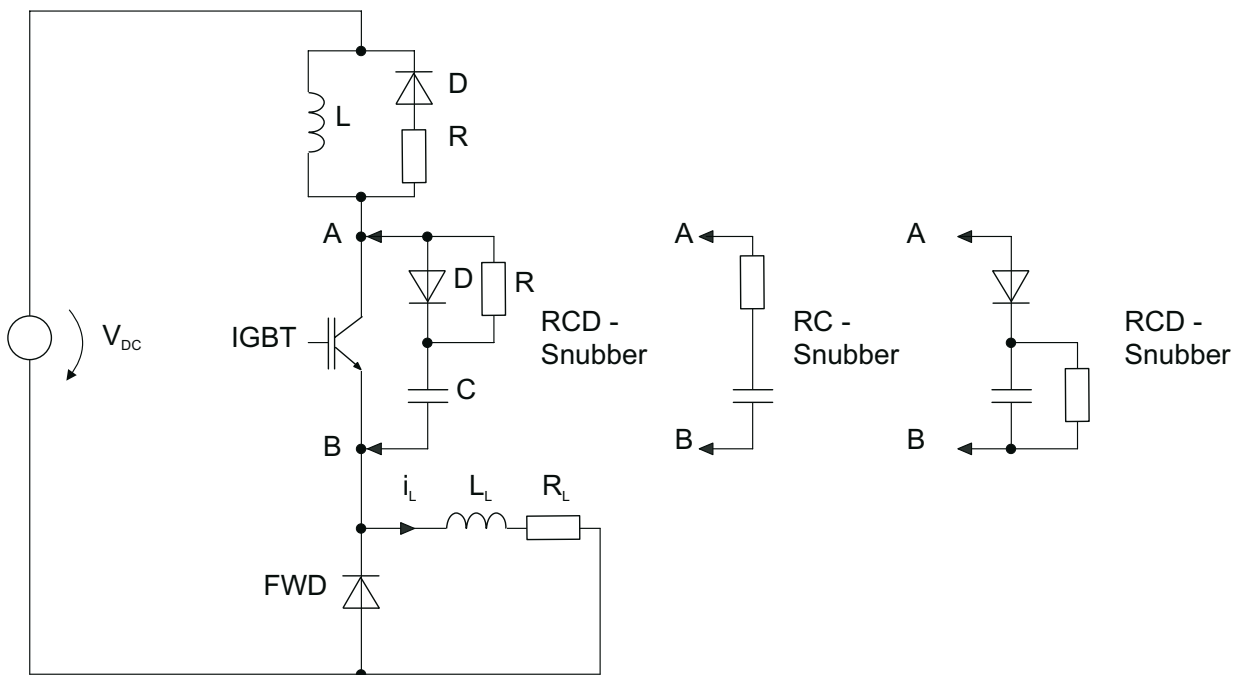 D
L
R
A
D
R
IGBT
C
B
RCD -
Snubber
A
RC -
Snubber
B
A
RCD -
Snubber
B
V_DC
i_L
L_L
R_L
FWD